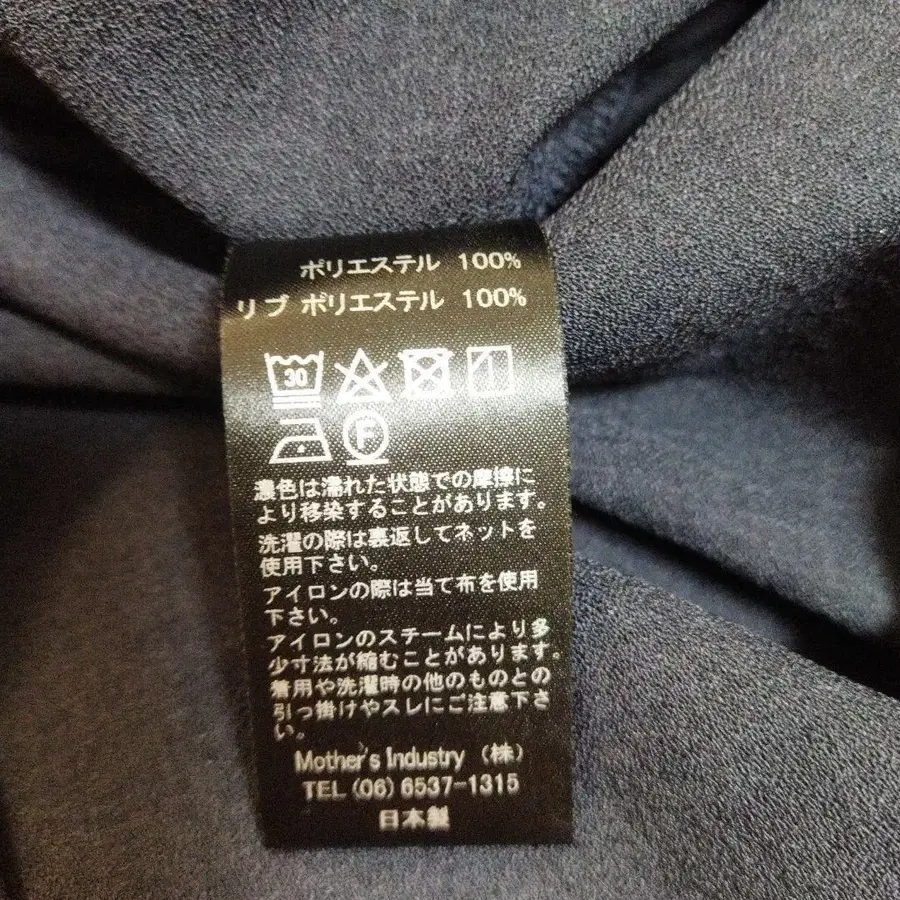 ポリエステル 100%
リブ ポリエステル 100%
30
F
濃色は濡れた状態での摩擦に
より移染することがあります。
洗濯の際は裏返してネットを
使用下さい。
アイロンの際は当て布を使用
下さい。
アイロンのスチームにより多
少寸法が縮むことがあります。
着用や洗濯時の他のものとの
引っ掛けやスレにご注意下さ
い。
Mother's Industry (株)
TEL (06) 6537-1315
日本製